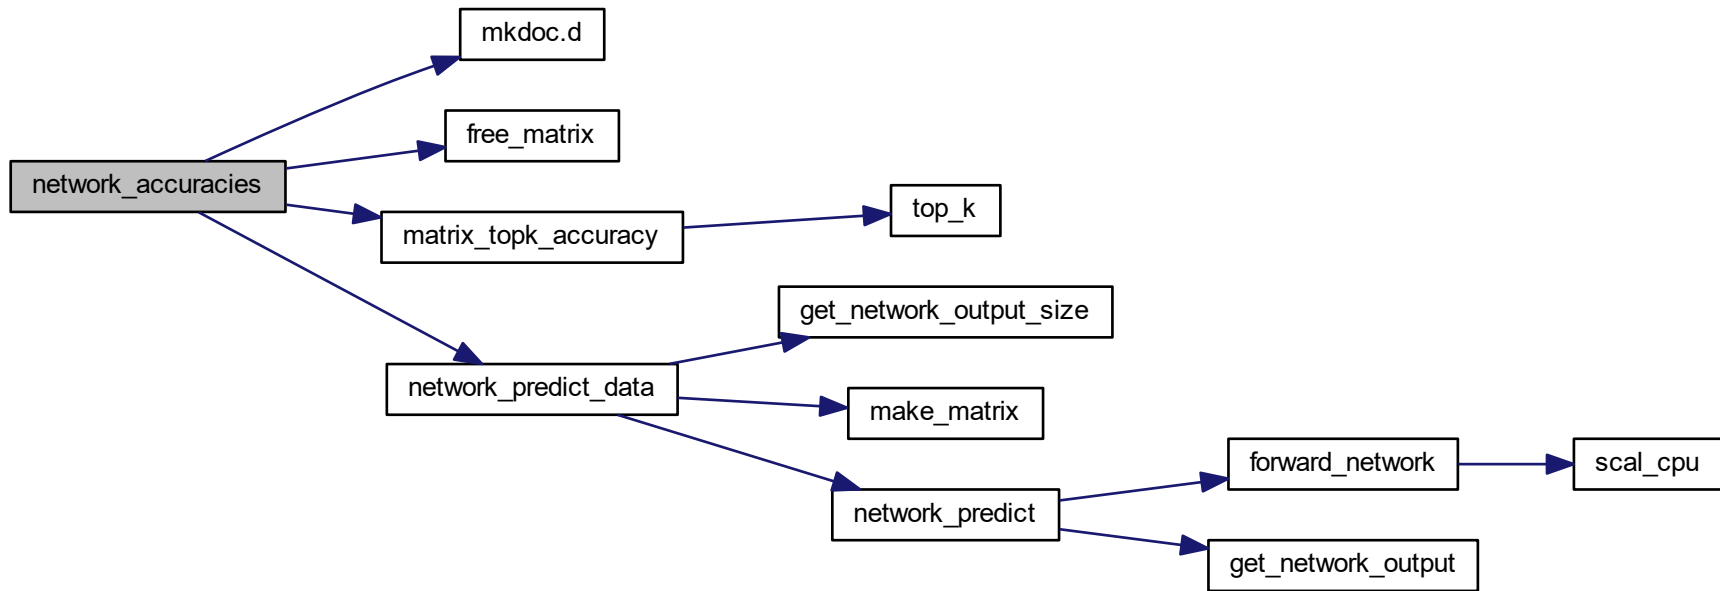 mkdoc.d
free_matrix
network_accuracies
top_k
matrix_topk_accuracy
get_network_output_size
network_predict_data
make_matrix
forward_network
scal_cpu
network_predict
get_network_output